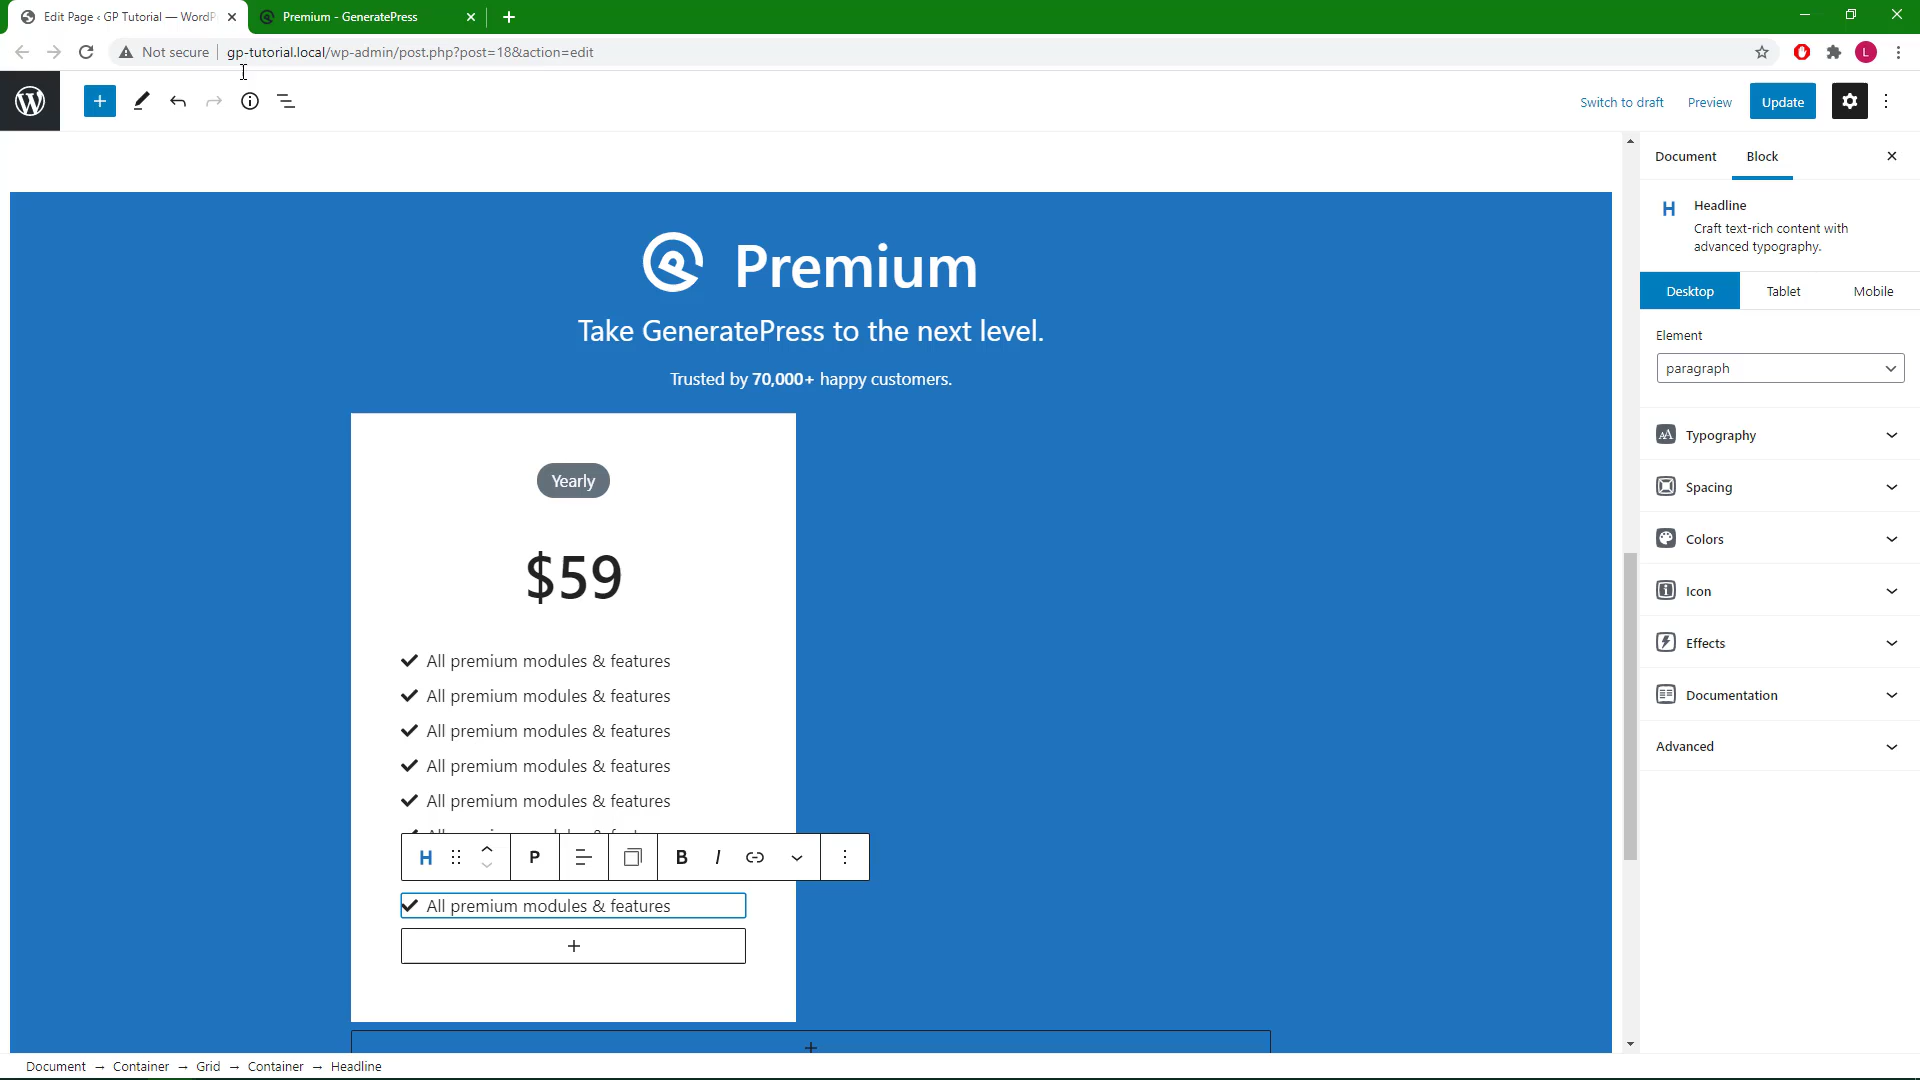 Edit Page ‹ GP Tutorial — WordP
Premium - GeneratePress
Not secure
gp-tutorial.local/wp-admin/post.php?post=18&action=edit
L
Switch to draft
Preview
Update
Document
Block
Headline
Craft text-rich content with
advanced typography.
Desktop
Tablet
Mobile
Element
paragraph
Typography
Spacing
Colors
Icon
Effects
Documentation
Advanced
Premium
Take GeneratePress to the next level.
Trusted by 70,000+ happy customers.
Yearly
$59
All premium modules & features
All premium modules & features
All premium modules & features
All premium modules & features
All premium modules & features
H
P
B
I
All premium modules & features
Document → Container → Grid → Container → Headline